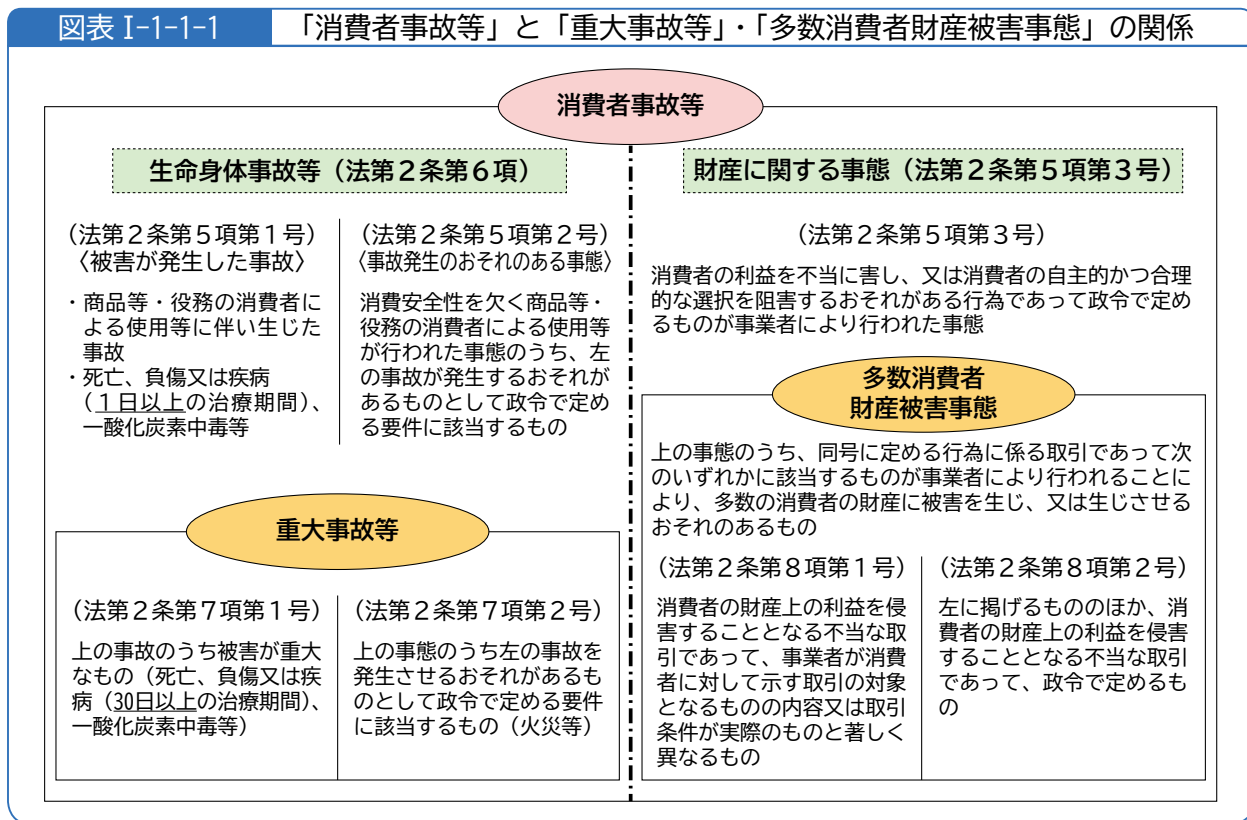 図表 I-1-1-1 「消費者事故等」と「重大事故等」・「多数消費者財産被害事態」の関係
消費者事故等
生命身体事故等（法第２条第６項）
（法第２条第５項第１号）
〈被害が発生した事故〉
・商品等・役務の消費者に
よる使用等に伴い生じた
事故
・死亡、負傷又は疾病
（１日以上の治療期間）、
一酸化炭素中毒等
（法第２条第５項第２号）
〈事故発生のおそれのある事態〉
消費安全性を欠く商品等・
役務の消費者による使用等
が行われた事態のうち、左
の事故が発生するおそれが
あるものとして政令で定め
る要件に該当するもの
重大事故等
（法第２条第７項第１号）
上の事故のうち被害が重大
なもの（死亡、負傷又は疾
病（30日以上の治療期間）、
一酸化炭素中毒等）
（法第２条第７項第２号）
上の事態のうち左の事故を
発生させるおそれがあるも
のとして政令で定める要件
に該当するもの（火災等）
財産に関する事態（法第２条第５項第３号）
（法第２条第５項第３号）
消費者の利益を不当に害し、又は消費者の自主的かつ合理
的な選択を阻害するおそれがある行為であって政令で定め
るものが事業者により行われた事態
多数消費者
財産被害事態
上の事態のうち、同号に定める行為に係る取引であって次
のいずれかに該当するものが事業者により行われることに
より、多数の消費者の財産に被害を生じ、又は生じさせる
おそれのあるもの
（法第２条第８項第１号）
消費者の財産上の利益を侵
害することとなる不当な取
引であって、事業者が消費
者に対して示す取引の対象
となるものの内容又は取引
条件が実際のものと著しく
異なるもの
（法第２条第８項第２号）
左に掲げるもののほか、消
費者の財産上の利益を侵害
することとなる不当な取引
であって、政令で定めるも
の